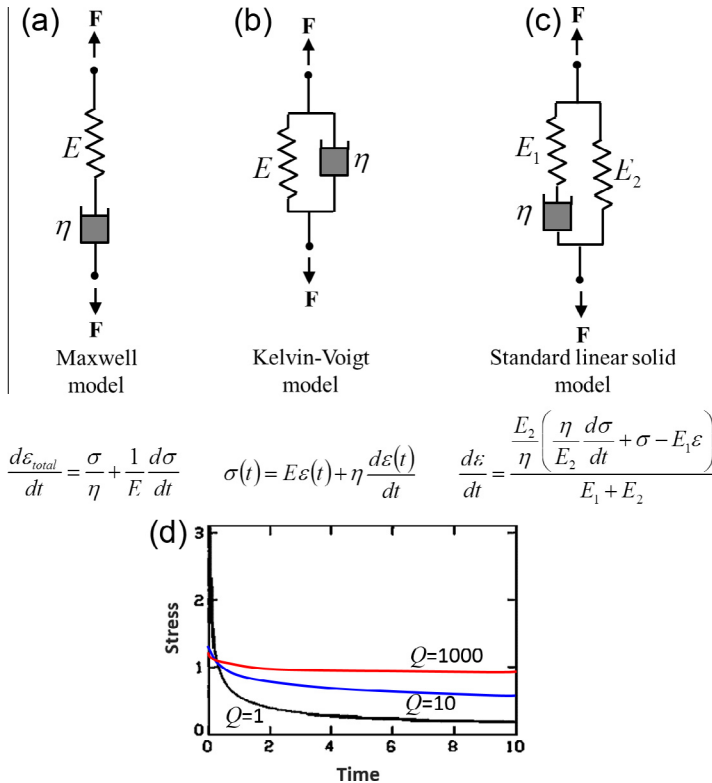 (a)
F
E
η
F
Maxwell
model
(b)
F
E
η
F
Kelvin-Voigt
model
(c)
F
E₁
η
E₂
F
Standard linear solid
model
dε_total/dt = σ/η + 1/E dσ/dt
σ(t) = Eε(t) + η dε(t)/dt
dε/dt = E₂/η (η/E₂ dσ/dt + σ − E₁ε) / E₁ + E₂
(d)
Stress
3
2
1
0
Q=1000
Q=10
Q=1
0 2 4 6 8 10
Time